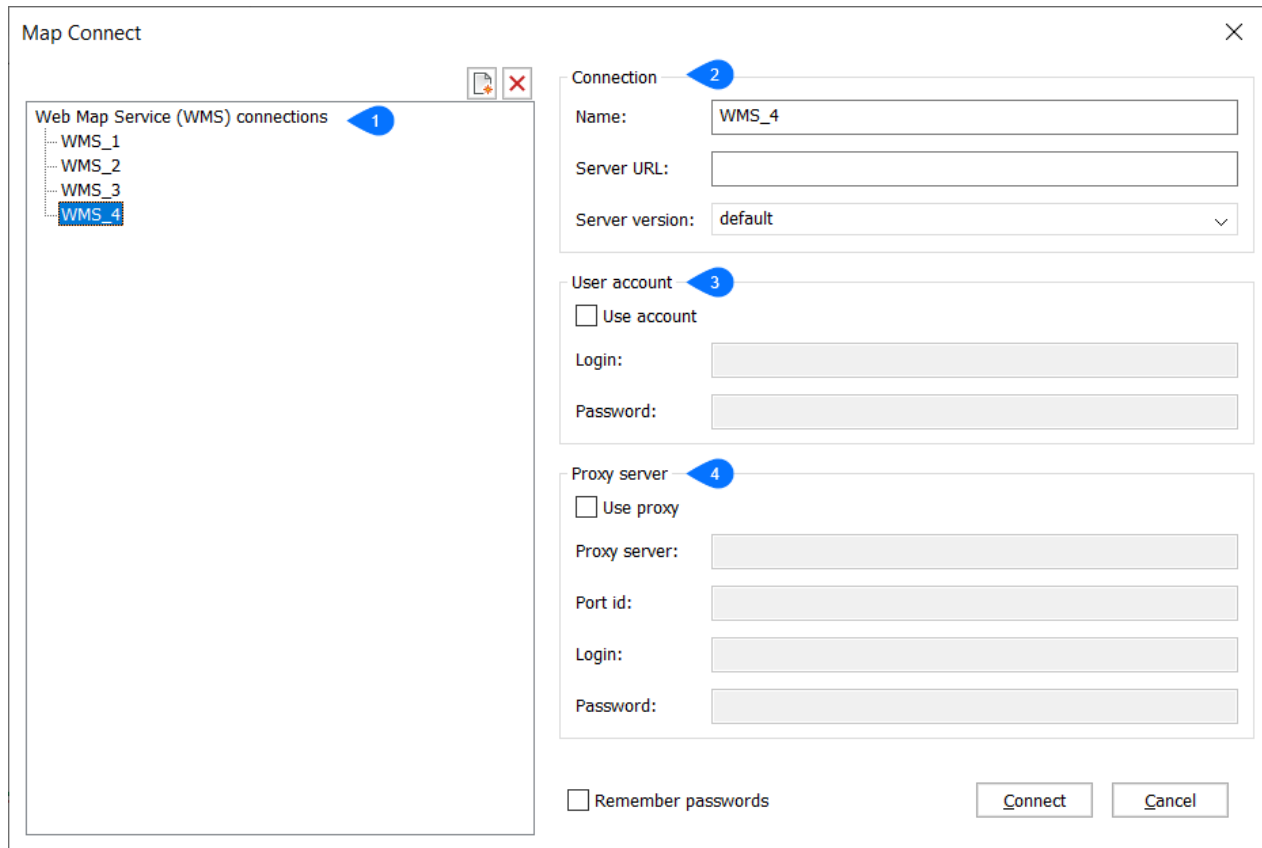 Map Connect
Web Map Service (WMS) connections
1
WMS_1
WMS_2
WMS_3
WMS_4
Connection
2
Name:
WMS_4
Server URL:
Server version:
default
User account
3
Use account
Login:
Password:
Proxy server
4
Use proxy
Proxy server:
Port id:
Login:
Password:
Remember passwords
Connect
Cancel